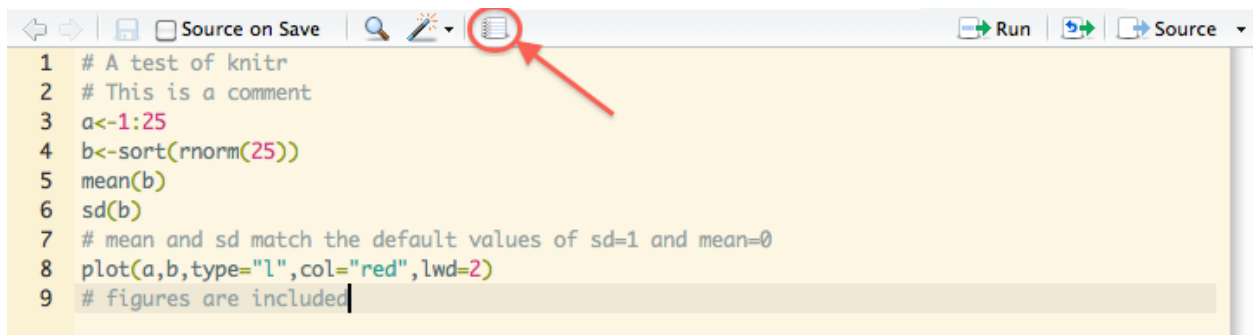 Source on Save Run Source
1 # A test of knitr
2 # This is a comment
3 a<-1:25
4 b<-sort(rnorm(25))
5 mean(b)
6 sd(b)
7 # mean and sd match the default values of sd=1 and mean=0
8 plot(a,b,type="l",col="red",lwd=2)
9 # figures are included